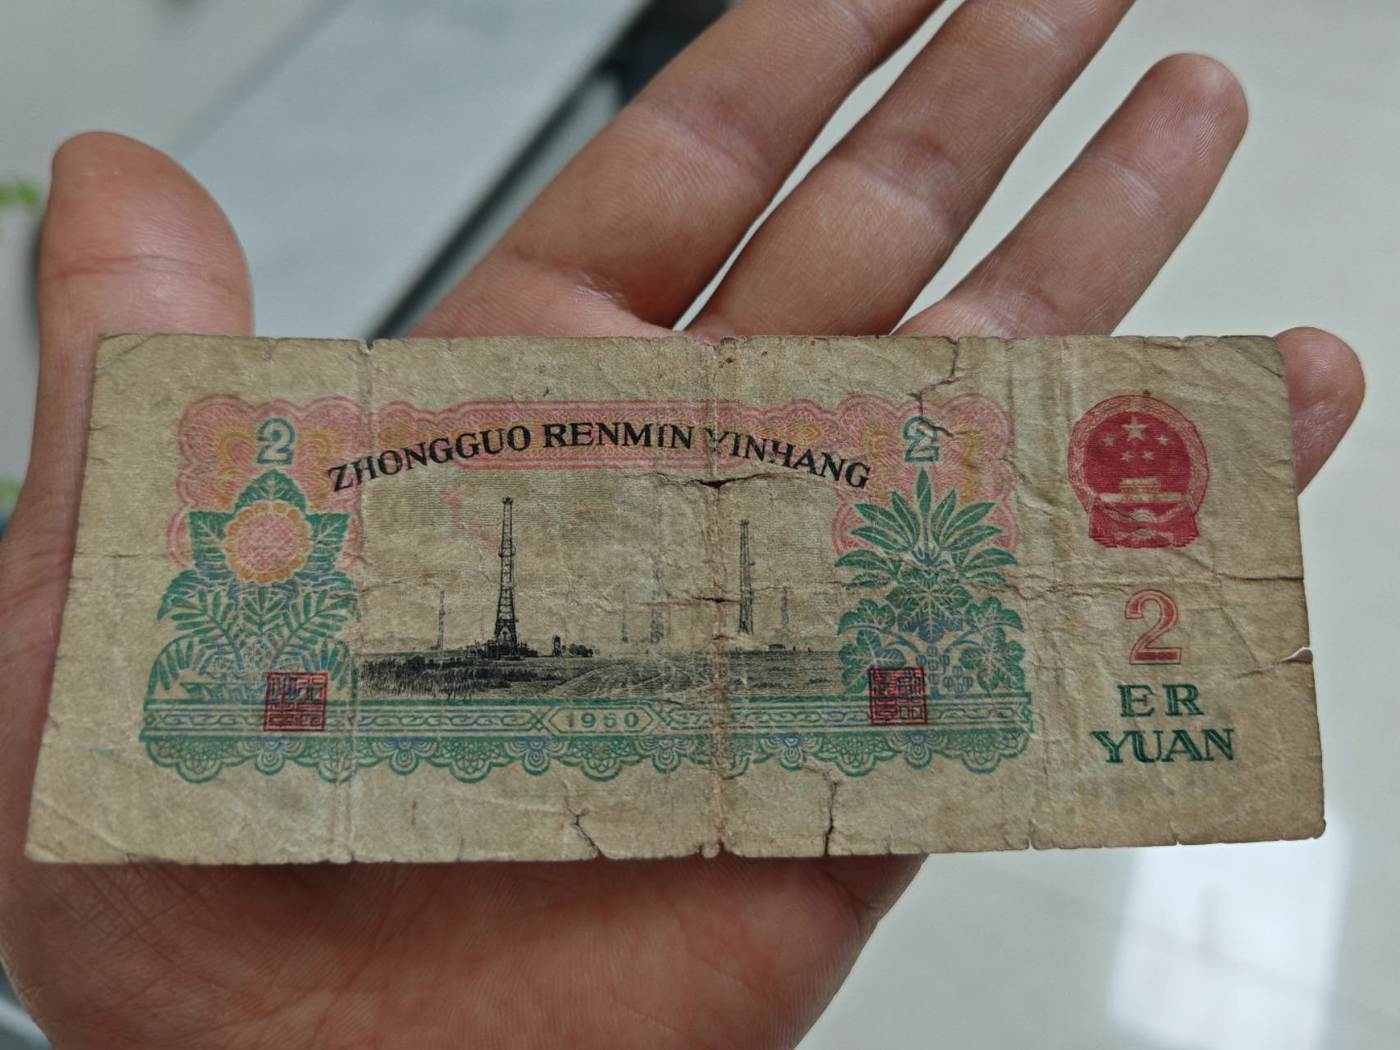 2
2
ZHONGGUO RENMIN YINHANG
1960
2
ER
YUAN